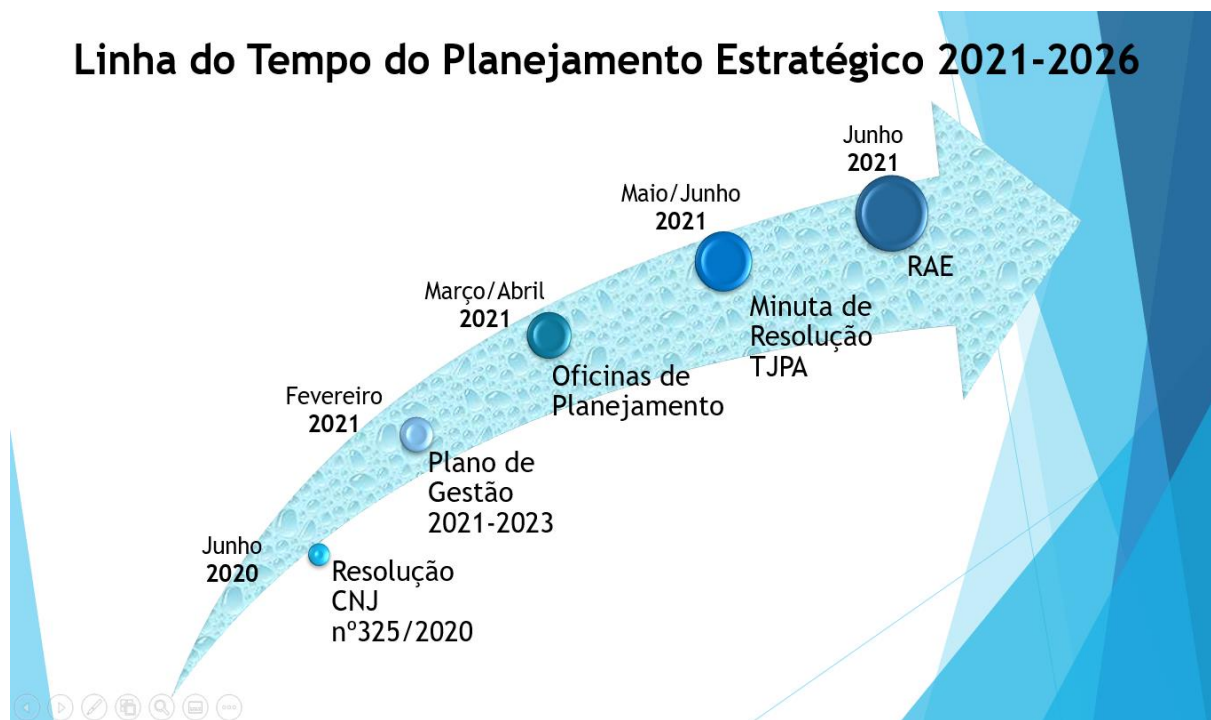 Linha do Tempo do Planejamento Estratégico 2021-2026
Junho
2020
Resolução
CNJ
nº325/2020
Fevereiro
2021
Plano de
Gestão
2021-2023
Março/Abril
2021
Oficinas de
Planejamento
Maio/Junho
2021
Minuta de
Resolução
TJPA
Junho
2021
RAE